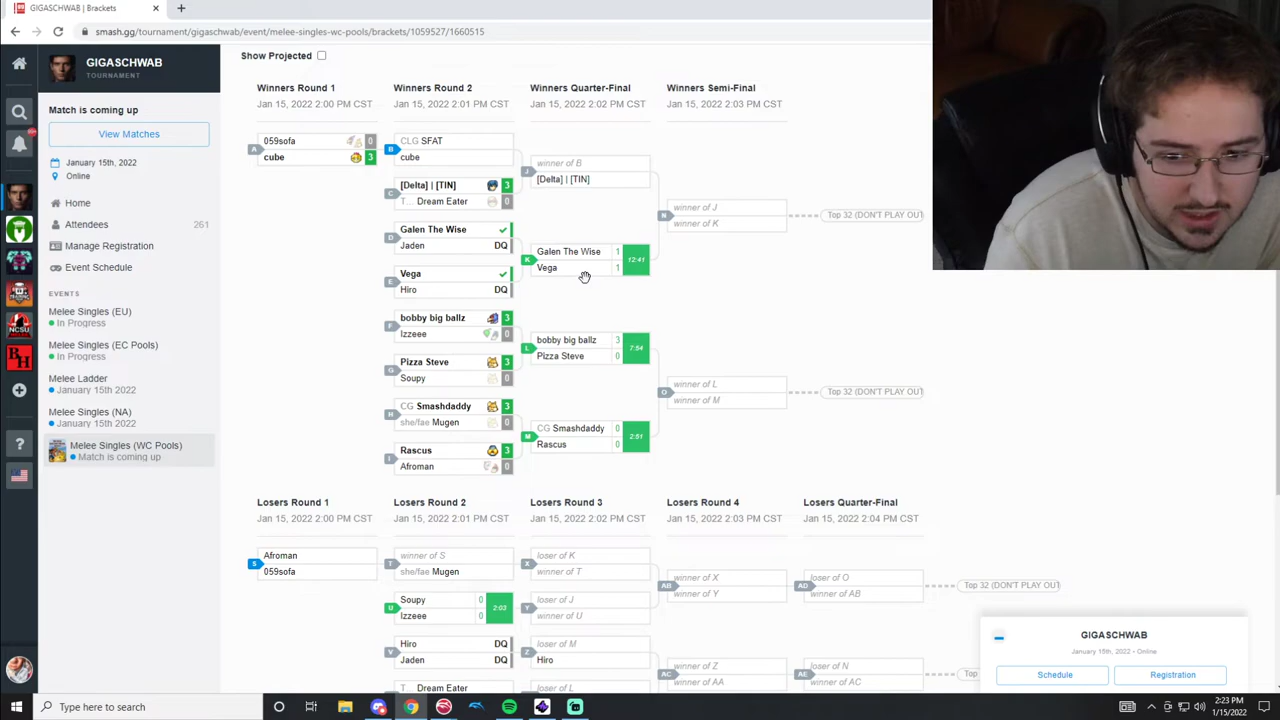 GIGASCHWAB | Brackets
smash.gg/tournament/gigaschwab/event/melee-singles-wc-pools/brackets/1059527/1660515
GIGASCHWAB
TOURNAMENT
Match is coming up
View Matches
January 15th, 2022
Online
Home
Attendees 261
Manage Registration
Event Schedule
EVENTS
Melee Singles (EU)
In Progress
Melee Singles (EC Pools)
In Progress
Melee Ladder
January 15th 2022
Melee Singles (NA)
January 15th 2022
Melee Singles (WC Pools)
Match is coming up
Show Projected
Winners Round 1
Jan 15, 2022 2:00 PM CST
Winners Round 2
Jan 15, 2022 2:01 PM CST
Winners Quarter-Final
Jan 15, 2022 2:02 PM CST
Winners Semi-Final
Jan 15, 2022 2:03 PM CST
A
059sofa 0
cube 3
B
CLG SFAT
cube
C
[Delta] | [TIN] 3
T... Dream Eater 0
D
Galen The Wise
Jaden DQ
E
Vega
Hiro DQ
F
bobby big ballz 3
Izzeee 0
G
Pizza Steve 3
Soupy 0
H
CG Smashdaddy 3
she/fae Mugen 0
I
Rascus 3
Afroman 0
J
winner of B
[Delta] | [TIN]
K
Galen The Wise 1
Vega 1
12:41
L
bobby big ballz 3
Pizza Steve 0
7:54
M
CG Smashdaddy 0
Rascus 0
2:51
N
winner of J
winner of K
Top 32 (DON'T PLAY OUT
O
winner of L
winner of M
Top 32 (DON'T PLAY OUT
Losers Round 1
Jan 15, 2022 2:00 PM CST
Losers Round 2
Jan 15, 2022 2:01 PM CST
Losers Round 3
Jan 15, 2022 2:02 PM CST
Losers Round 4
Jan 15, 2022 2:03 PM CST
Losers Quarter-Final
Jan 15, 2022 2:04 PM CST
S
Afroman
059sofa
T
winner of S
she/fae Mugen
U
Soupy 0
Izzeee 0
2:03
V
Hiro DQ
Jaden DQ
T Dream Eater
X
loser of K
winner of T
Y
loser of J
winner of U
Z
loser of M
Hiro
loser of L
AB
winner of X
winner of Y
AC
winner of Z
winner of AA
AD
loser of O
winner of AB
Top 32 (DON'T PLAY OUT
AE
loser of N
winner of AC
Top
GIGASCHWAB
January 15th, 2022 • Online
Schedule
Registration
Type here to search
2:23 PM
1/15/2022